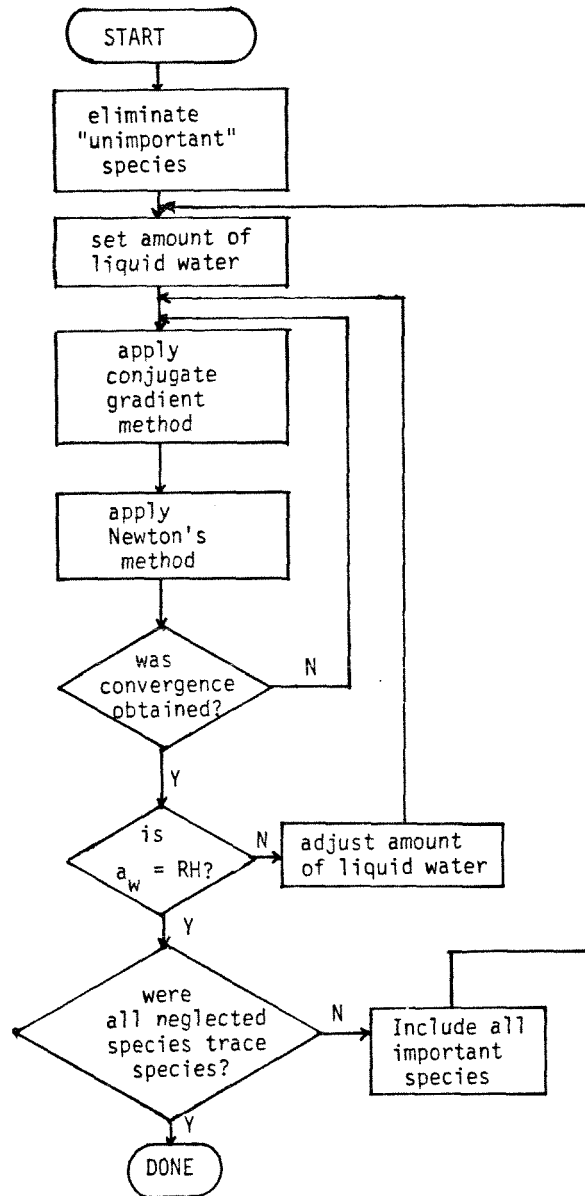 START
eliminate
"unimportant"
species
set amount of
liquid water
apply
conjugate
gradient
method
apply
Newton's
method
was
convergence
obtained?
N
Y
is
a_w = RH?
N
adjust amount
of liquid water
Y
were
all neglected
species trace
species?
N
Include all
important
species
Y
DONE